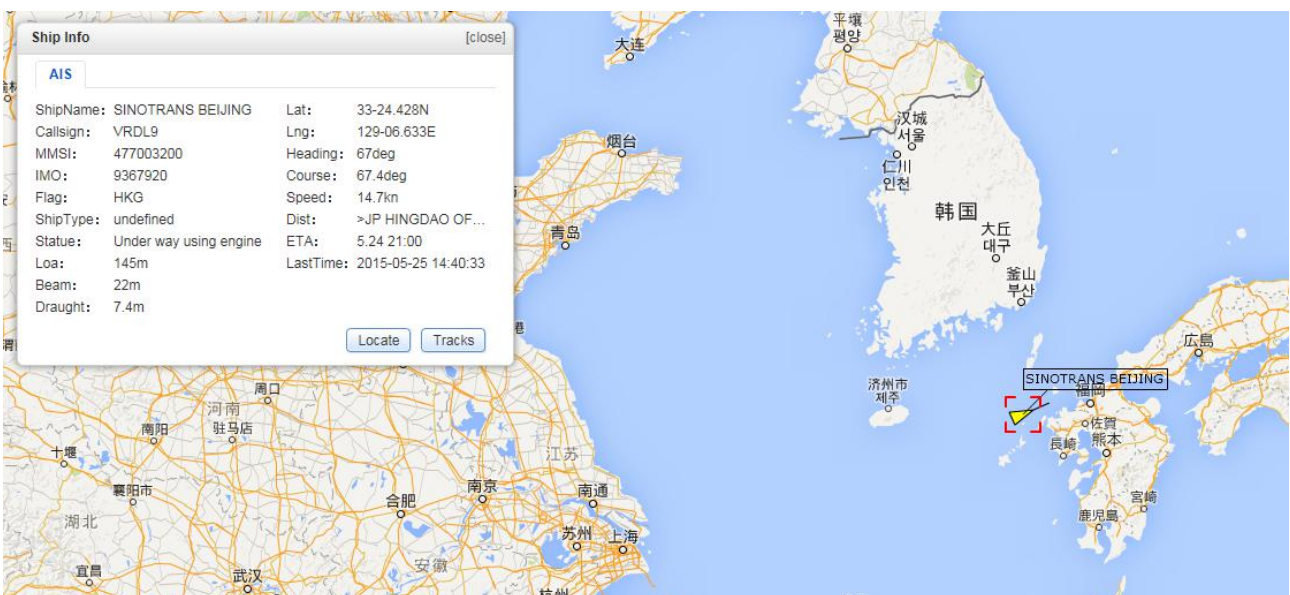 Ship Info [close]
AIS
ShipName: SINOTRANS BEIJING Lat: 33-24.428N
Callsign: VRDL9 Lng: 129-06.633E
MMSI: 477003200 Heading: 67deg
IMO: 9367920 Course: 67.4deg
Flag: HKG Speed: 14.7kn
ShipType: undefined Dist: >JP HINGDAO OF...
Statue: Under way using engine ETA: 5.24 21:00
Loa: 145m LastTime: 2015-05-25 14:40:33
Beam: 22m
Draught: 7.4m
Locate Tracks
平壤
평양
大连
汉城
서울
烟台
仁川
인천
韩国
大丘
대구
青岛
釜山
부산
港
広島
SINOTRANS BEIJING
济州市
제주
福岡
周口
河南
驻马店
南阳
佐賀
長崎
熊本
十堰
江苏
襄阳市
南京
南通
合肥
宮崎
鹿児島
湖北
苏州
上海
安徽
宜昌
武汉
杭州